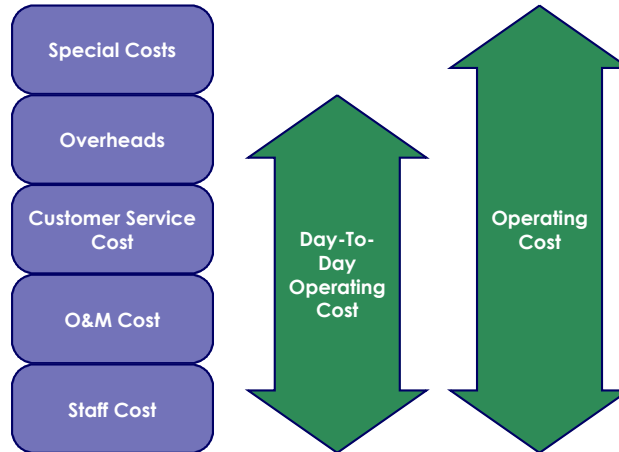 Special Costs
Overheads
Customer Service
Cost
O&M Cost
Staff Cost
Day-To-
Day
Operating
Cost
Operating
Cost